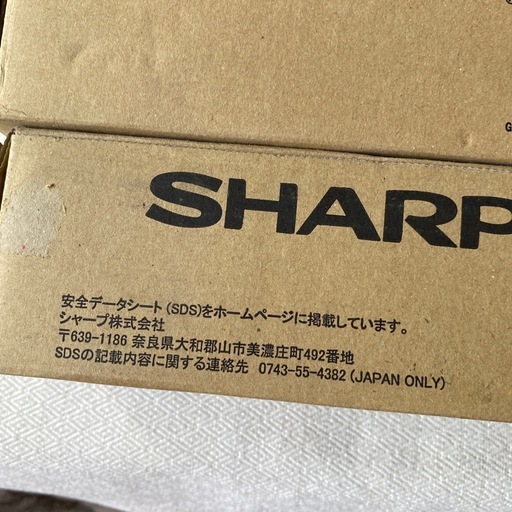 SHARP
安全データシート(SDS)をホームページに掲載しています。
シャープ株式会社
〒639-1186 奈良県大和郡山市美濃庄町492番地
SDSの記載内容に関する連絡先 0743-55-4382 (JAPAN ONLY)